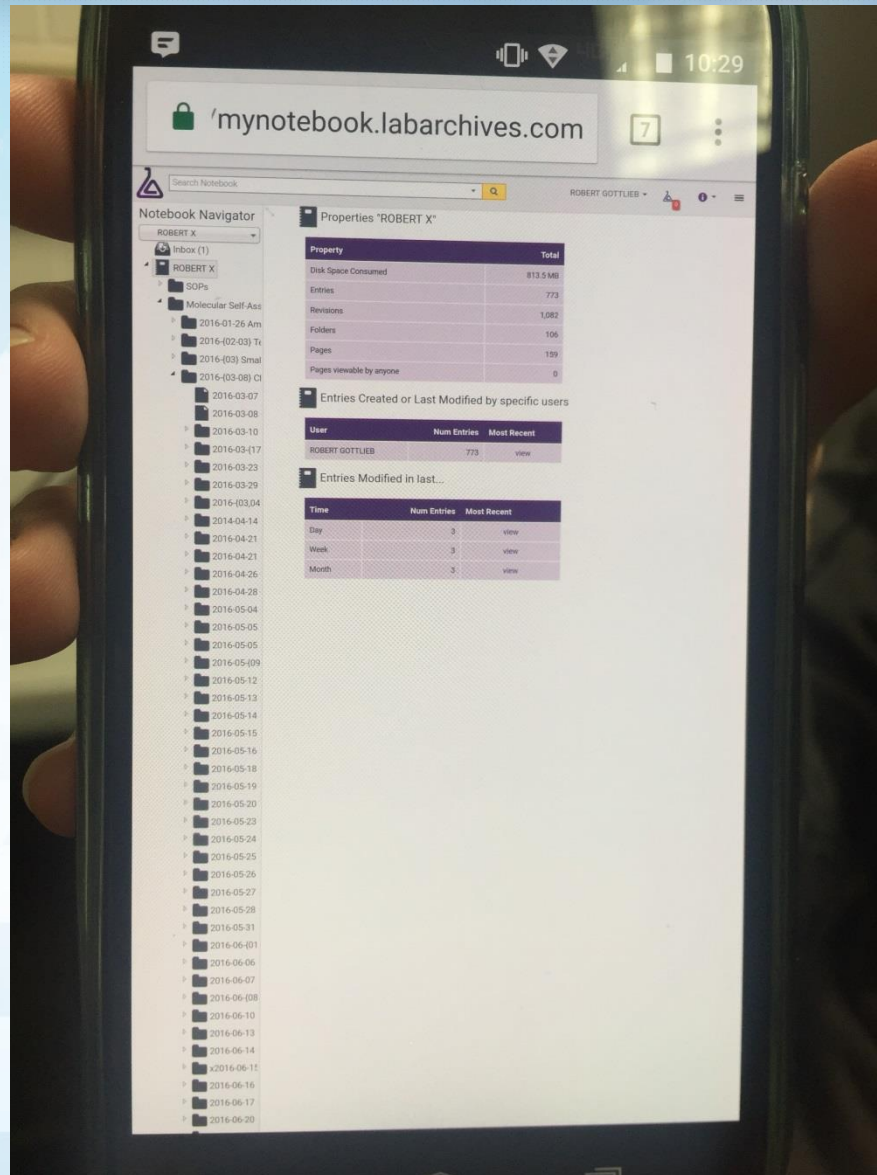 10:29
'mynotebook.labarchives.com
7
Search Notebook
ROBERT GOTTLIEB
Notebook Navigator
ROBERT X
Inbox (1)
ROBERT X
SOPs
Molecular Self-Ass
2016-01-26 Am
2016-(02-03) Te
2016-(03) Smal
2016-(03-08)
2016-03-07
2016-03-08
2016-03-10
2016-03-(17
2016-03-23
2016-03-29
2016-(03,04
2014-04-14
2016-04-21
2016-04-21
2016-04-26
2016-04-28
2016-05-04
2016-05-05
2016-05-05
2016-05-(09
2016-05-12
2016-05-13
2016-05-14
2016-05-15
2016-05-16
2016-05-18
2016-05-19
2016-05-20
2016-05-23
2016-05-24
2016-05-25
2016-05-26
2016-05-27
2016-05-28
2016-05-31
2016-06-(01
2016-06-06
2016-06-07
2016-06-(08
2016-06-10
2016-06-13
2016-06-14
x2016-06-15
2016-06-16
2016-06-17
2016-06-20
Properties "ROBERT X"
Property Total
Disk Space Consumed 813.5 MB
Entries 773
Revisions 1,082
Folders 106
Pages 159
Pages viewable by anyone 0
Entries Created or Last Modified by specific users
User Num Entries Most Recent
ROBERT GOTTLIEB 773 view
Entries Modified in last...
Time Num Entries Most Recent
Day 3 view
Week 3 view
Month 3 view